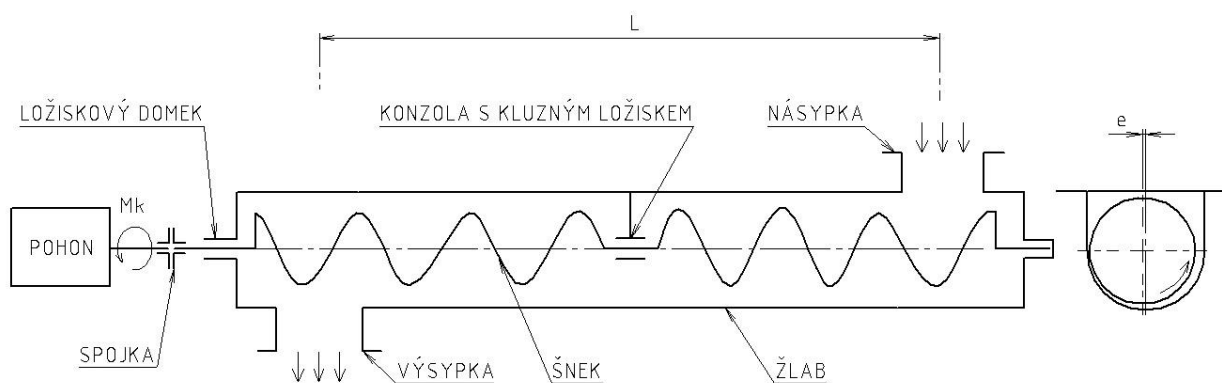 L
LOŽISKOVÝ DOMEK
KONZOLA S KLUZNÝM LOŽISKEM
NÁSYPKA
e
Mk
POHON
SPOJKA
VÝSYPKA
ŠNEK
ŽLAB